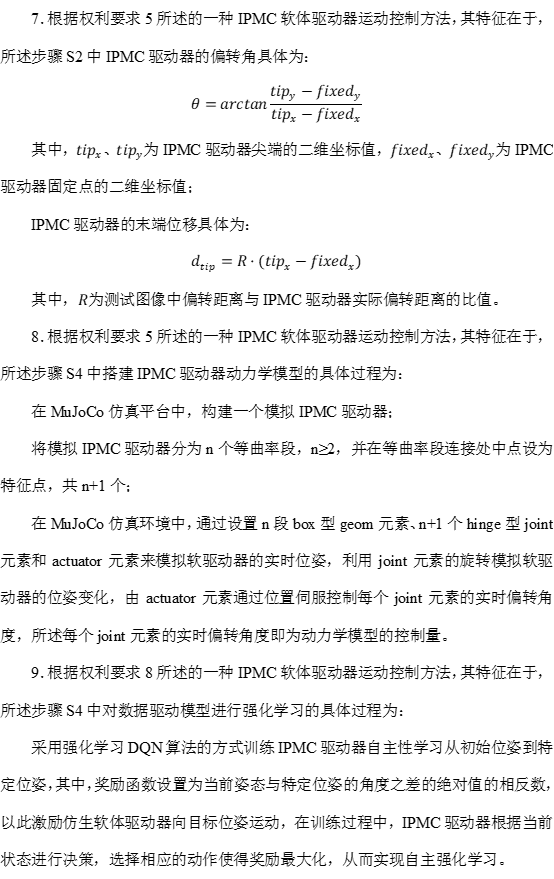 7. 根据权利要求 5 所述的一种 IPMC 软体驱动器运动控制方法，其特征在于，
所述步骤 S2 中 IPMC 驱动器的偏转角具体为：
θ = arctan (tip_y − fixed_y)/(tip_x − fixed_x)
其中，tip_x、tip_y为 IPMC 驱动器尖端的二维坐标值，fixed_x、fixed_y为 IPMC
驱动器固定点的二维坐标值；
IPMC 驱动器的末端位移具体为：
d_tip = R · (tip_x − fixed_x)
其中，R为测试图像中偏转距离与 IPMC 驱动器实际偏转距离的比值。
8. 根据权利要求 5 所述的一种 IPMC 软体驱动器运动控制方法，其特征在于，
所述步骤 S4 中搭建 IPMC 驱动器动力学模型的具体过程为：
在 MuJoCo 仿真平台中，构建一个模拟 IPMC 驱动器；
将模拟 IPMC 驱动器分为 n 个等曲率段，n≥2，并在等曲率段连接处中点设为
特征点，共 n+1 个；
在 MuJoCo 仿真环境中，通过设置 n 段 box 型 geom 元素、n+1 个 hinge 型 joint
元素和 actuator 元素来模拟软驱动器的实时位姿，利用 joint 元素的旋转模拟软驱
动器的位姿变化，由 actuator 元素通过位置伺服控制每个 joint 元素的实时偏转角
度，所述每个 joint 元素的实时偏转角度即为动力学模型的控制量。
9. 根据权利要求 8 所述的一种 IPMC 软体驱动器运动控制方法，其特征在于，
所述步骤 S4 中对数据驱动模型进行强化学习的具体过程为：
采用强化学习 DQN 算法的方式训练 IPMC 驱动器自主性学习从初始位姿到特
定位姿，其中，奖励函数设置为当前姿态与特定位姿的角度之差的绝对值的相反数，
以此激励仿生软体驱动器向目标位姿运动，在训练过程中，IPMC 驱动器根据当前
状态进行决策，选择相应的动作使得奖励最大化，从而实现自主强化学习。